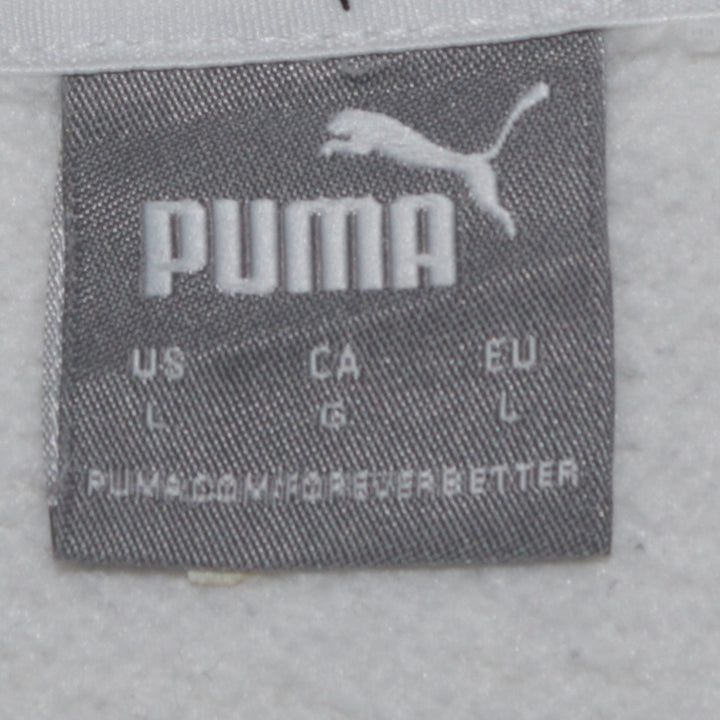 PUMA
US CA EU
L G L
PUMA.COM/FOREVERBETTER